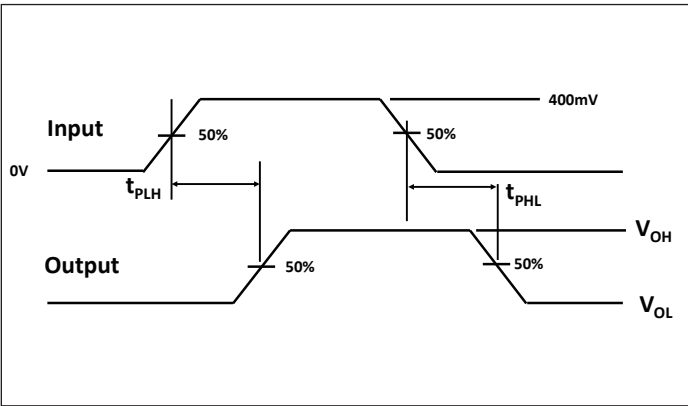 400mV
Input
50%
50%
0V
tPLH
tPHL
VOH
Output
50%
50%
VOL